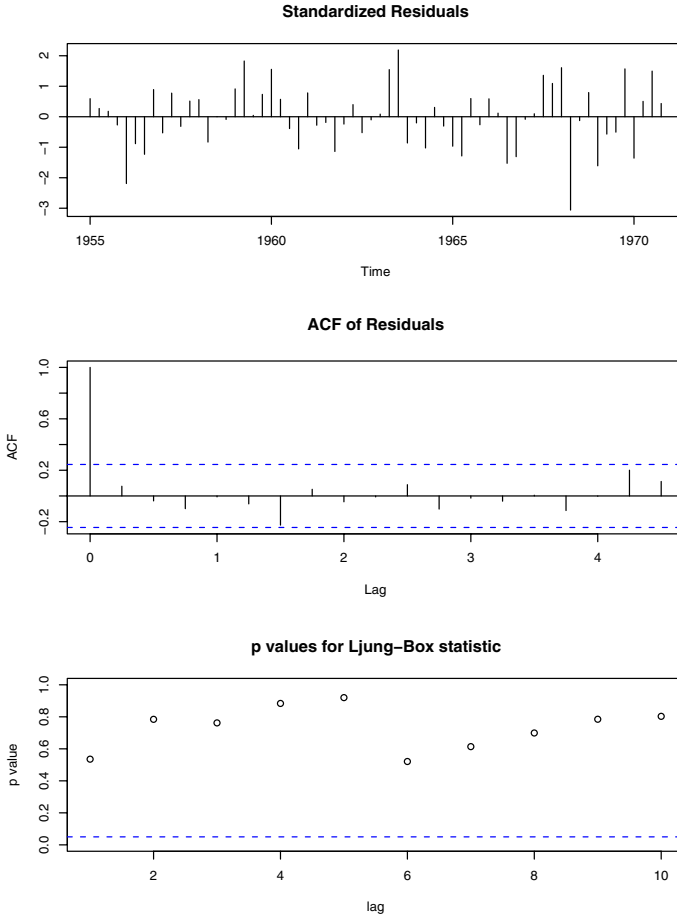 Standardized Residuals
2
1
0
−1
−2
−3
1955 1960 1965 1970
Time
ACF of Residuals
1.0
0.6
0.2
−0.2
ACF
0 1 2 3 4
Lag
p values for Ljung−Box statistic
1.0
0.8
0.6
0.4
0.2
0.0
p value
2 4 6 8 10
lag